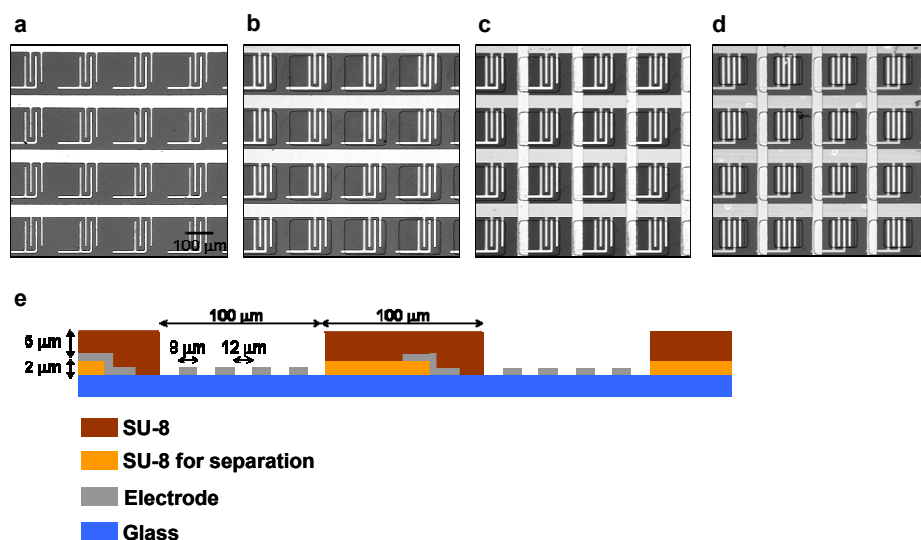 a
b
c
d
100 μm
e
100 μm
100 μm
6 μm
8 μm
12 μm
2 μm
SU-8
SU-8 for separation
Electrode
Glass